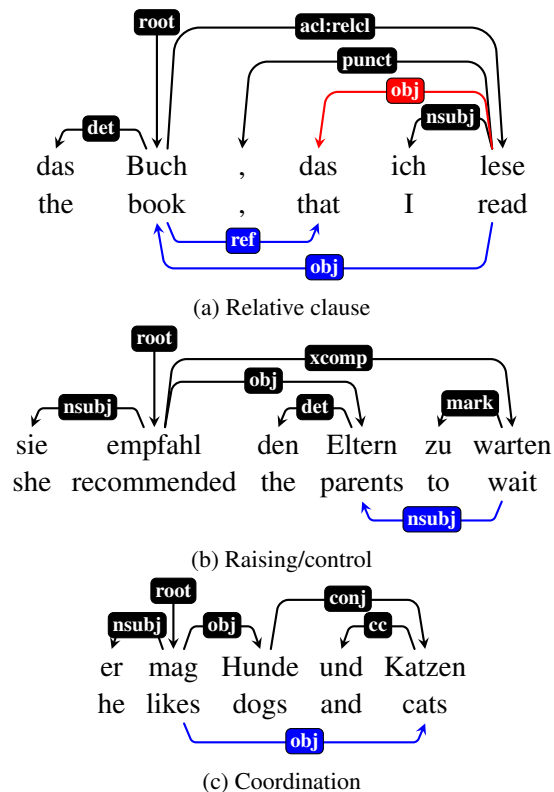 root acl:relcl
punct
obj
det nsubj
das Buch , das ich lese
the book , that I read
ref
obj
(a) Relative clause
root
xcomp
obj
nsubj det mark
sie empfahl den Eltern zu warten
she recommended the parents to wait
nsubj
(b) Raising/control
root
conj
nsubj obj cc
er mag Hunde und Katzen
he likes dogs and cats
obj
(c) Coordination